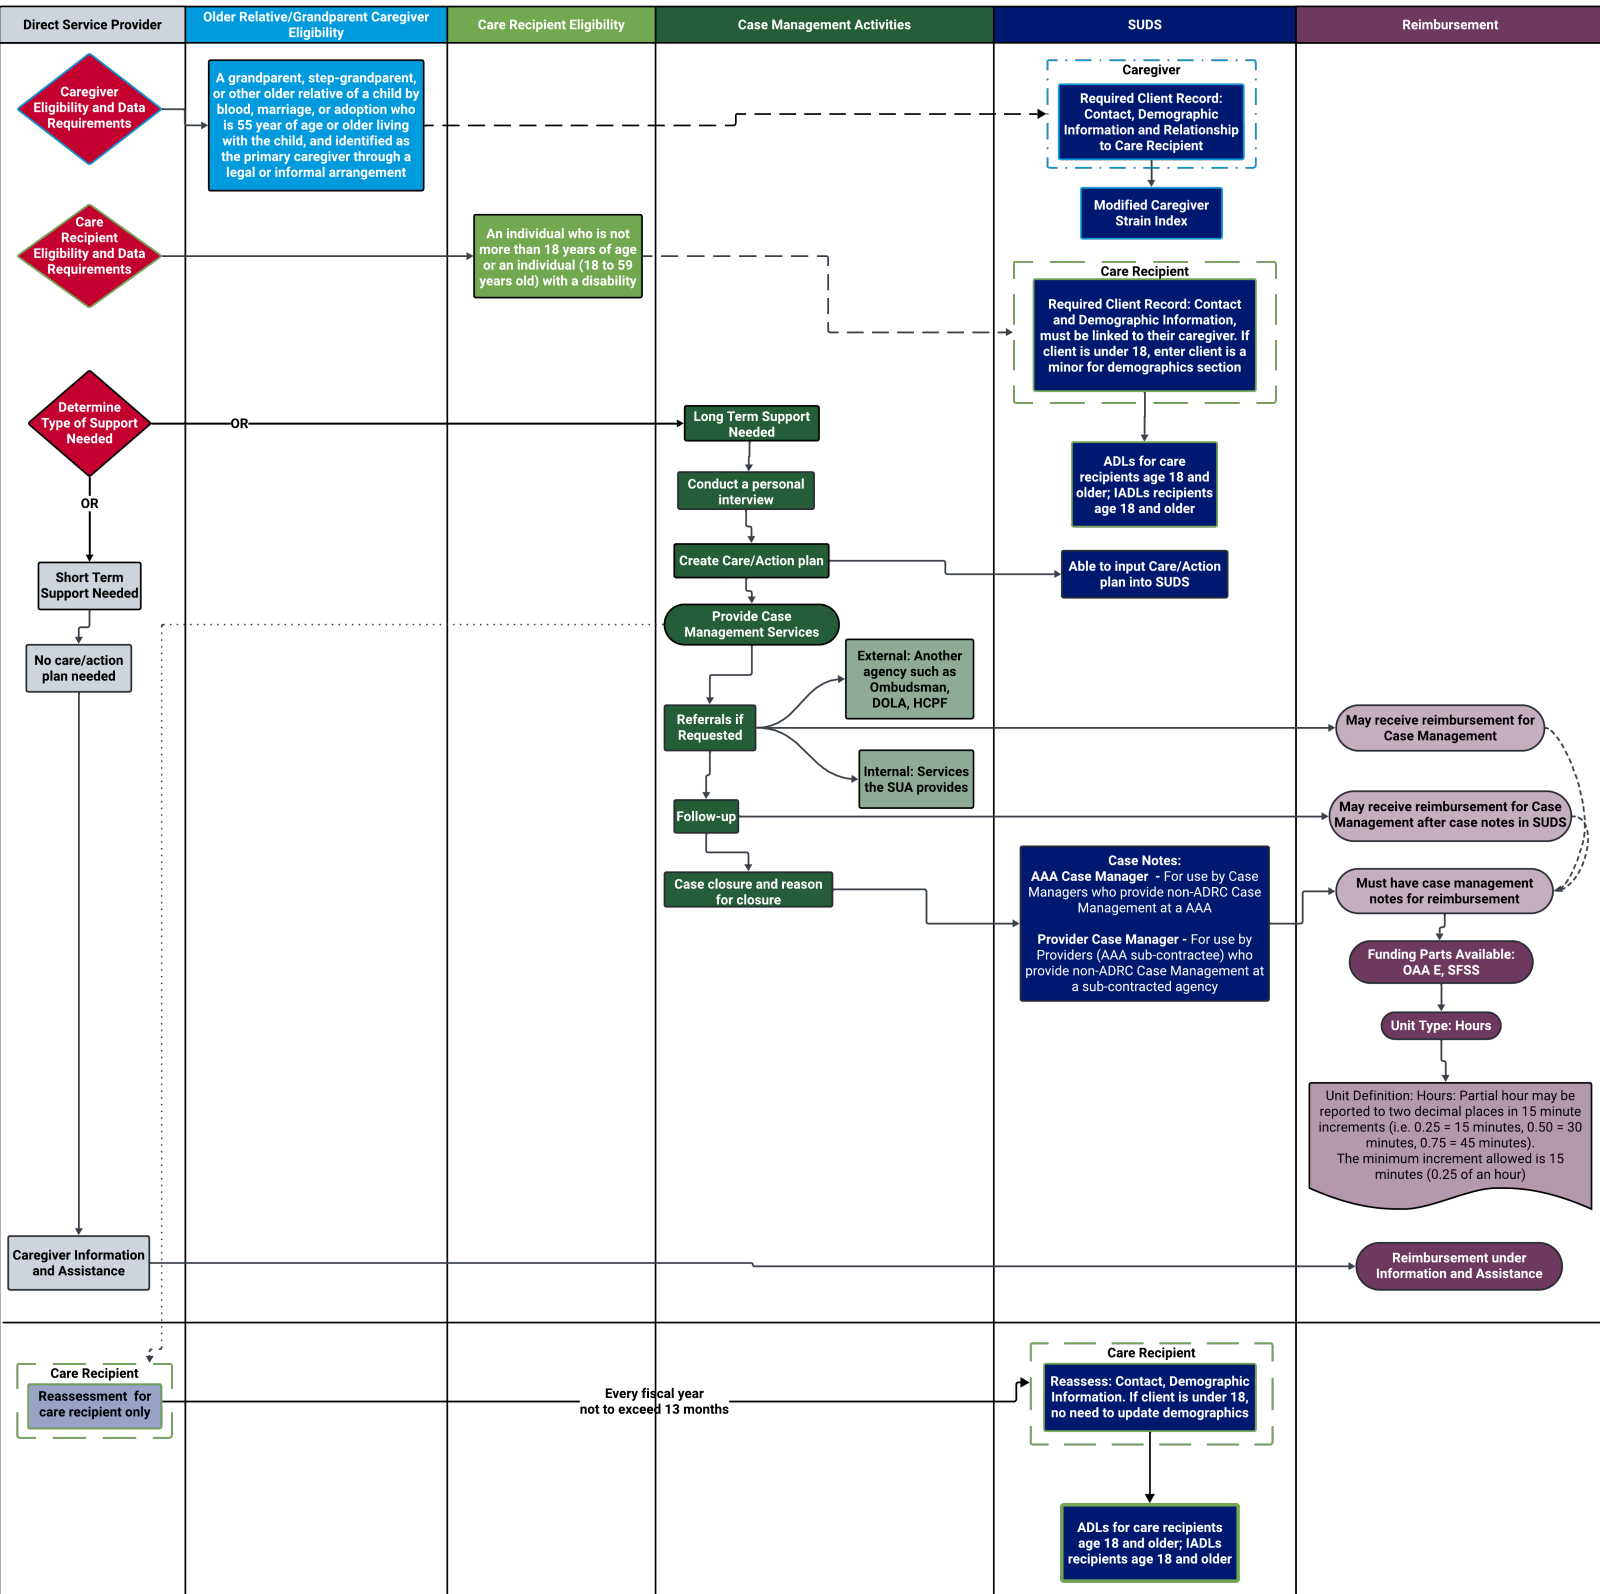 Direct Service Provider
Older Relative/Grandparent Caregiver
Eligibility
Care Recipient Eligibility
Case Management Activities
SUDS
Reimbursement
Caregiver
Eligibility and Data
Requirements
A grandparent, step-grandparent,
or other older relative of a child by
blood, marriage, or adoption who
is 55 year of age or older living
with the child, and identified as
the primary caregiver through a
legal or informal arrangement
Caregiver
Required Client Record:
Contact, Demographic
Information and Relationship
to Care Recipient
Modified Caregiver
Strain Index
Care
Recipient
Eligibility and Data
Requirements
An individual who is not
more than 18 years of age
or an individual (18 to 59
years old) with a disability
Care Recipient
Required Client Record: Contact
and Demographic Information,
must be linked to their caregiver. If
client is under 18, enter client is a
minor for demographics section
ADLs for care
recipients age 18 and
older; IADLs recipients
age 18 and older
Determine
Type of Support
Needed
OR
OR
Long Term Support
Needed
Conduct a personal
interview
Create Care/Action plan
Able to input Care/Action
plan into SUDS
Short Term
Support Needed
No care/action
plan needed
Provide Case
Management Services
External: Another
agency such as
Ombudsman,
DOLA, HCPF
Referrals if
Requested
Internal: Services
the SUA provides
May receive reimbursement for
Case Management
Follow-up
May receive reimbursement for Case
Management after case notes in SUDS
Case closure and reason
for closure
Case Notes:
AAA Case Manager - For use by Case
Managers who provide non-ADRC Case
Management at a AAA
Provider Case Manager - For use by
Providers (AAA sub-contractee) who
provide non-ADRC Case Management at
a sub-contracted agency
Must have case management
notes for reimbursement
Funding Parts Available:
OAA E, SFSS
Unit Type: Hours
Unit Definition: Hours: Partial hour may be
reported to two decimal places in 15 minute
increments (i.e. 0.25 = 15 minutes, 0.50 = 30
minutes, 0.75 = 45 minutes).
The minimum increment allowed is 15
minutes (0.25 of an hour)
Caregiver Information
and Assistance
Reimbursement under
Information and Assistance
Care Recipient
Reassessment for
care recipient only
Every fiscal year
not to exceed 13 months
Care Recipient
Reassess: Contact, Demographic
Information. If client is under 18,
no need to update demographics
ADLs for care recipients
age 18 and older; IADLs
recipients age 18 and older